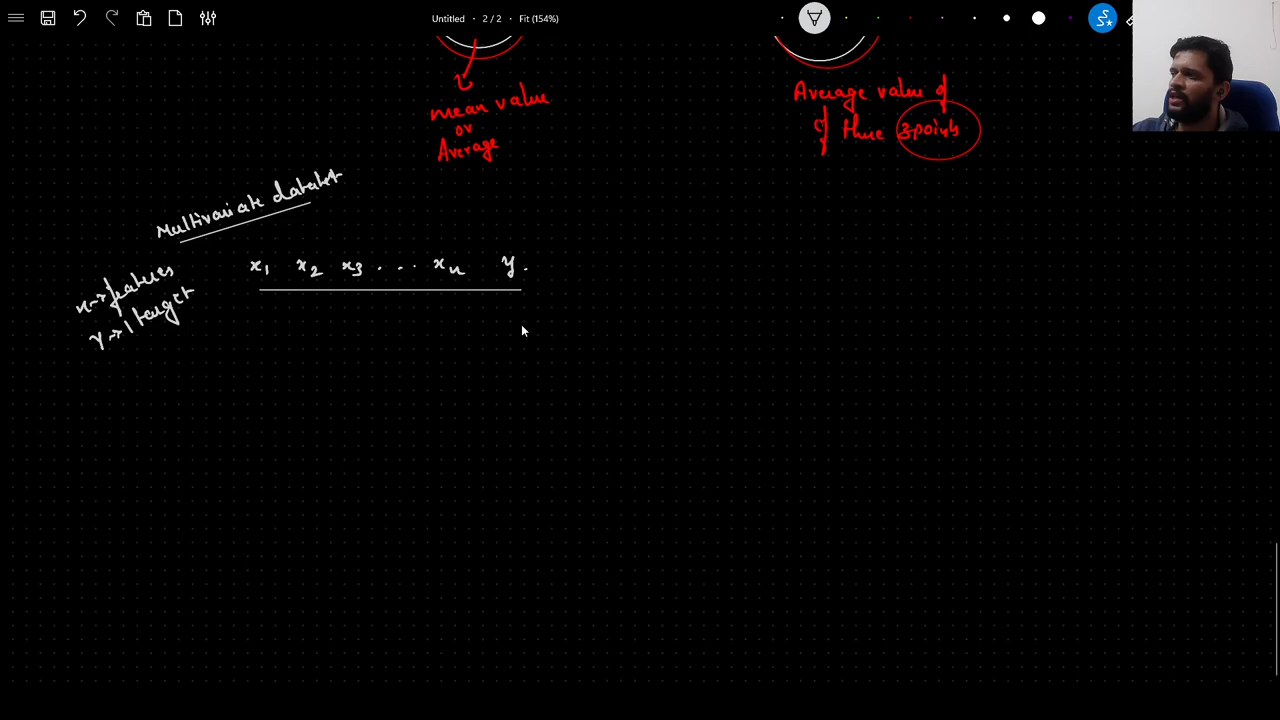 Untitled • 2 / 2 • Fit (154%)
mean value
or
Average
Average value of
of three 3points
Multivariate dataset
x1 x2 x3 . . . . xn y.
n→features
y→1 target